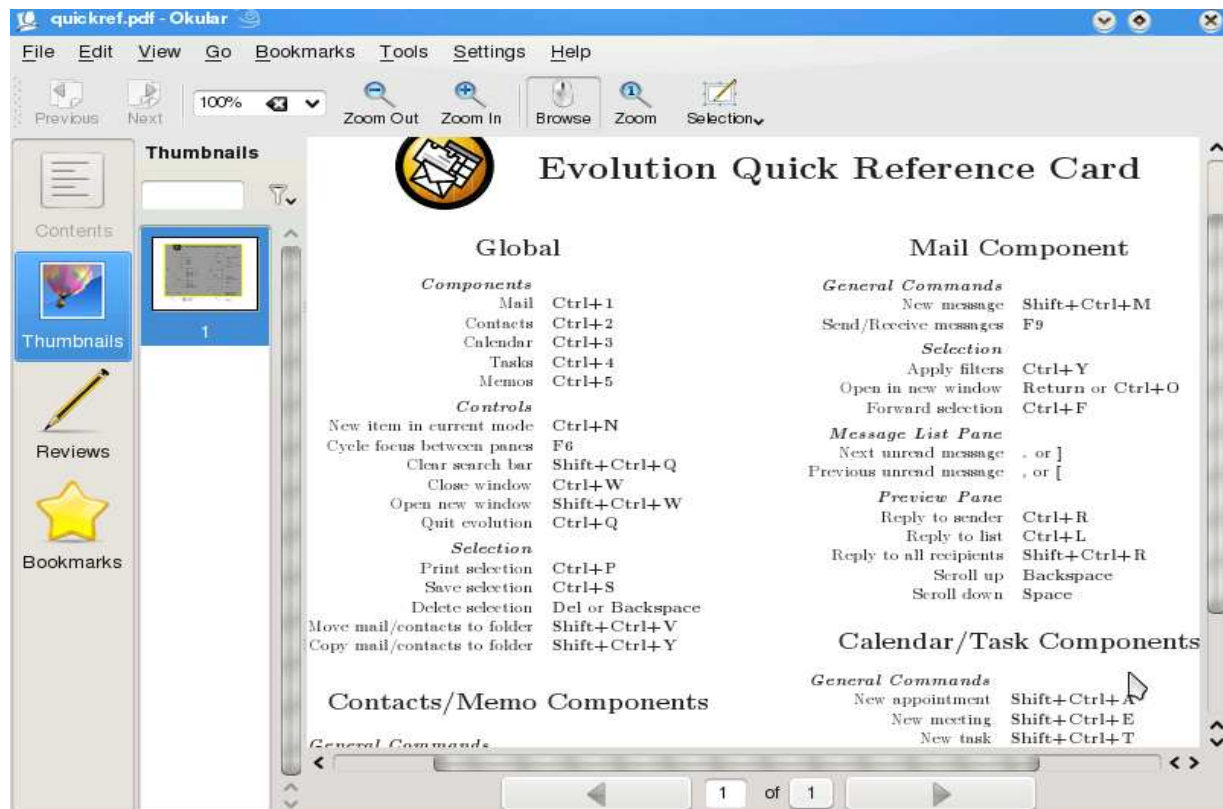 quickref.pdf - Okular
File Edit View Go Bookmarks Tools Settings Help
Previous Next 100% Zoom Out Zoom In Browse Zoom Selection
Contents
Thumbnails
Reviews
Bookmarks
Thumbnails
1
Evolution Quick Reference Card
Global
Components
Mail Ctrl+1
Contacts Ctrl+2
Calendar Ctrl+3
Tasks Ctrl+4
Memos Ctrl+5
Controls
New item in current mode Ctrl+N
Cycle focus between panes F6
Clear search bar Shift+Ctrl+Q
Close window Ctrl+W
Open new window Shift+Ctrl+W
Quit evolution Ctrl+Q
Selection
Print selection Ctrl+P
Save selection Ctrl+S
Delete selection Del or Backspace
Move mail/contacts to folder Shift+Ctrl+V
Copy mail/contacts to folder Shift+Ctrl+Y
Contacts/Memo Components
General Commands
Mail Component
General Commands
New message Shift+Ctrl+M
Send/Receive messages F9
Selection
Apply filters Ctrl+Y
Open in new window Return or Ctrl+O
Forward selection Ctrl+F
Message List Pane
Next unread message . or ]
Previous unread message , or [
Preview Pane
Reply to sender Ctrl+R
Reply to list Ctrl+L
Reply to all recipients Shift+Ctrl+R
Scroll up Backspace
Scroll down Space
Calendar/Task Components
General Commands
New appointment Shift+Ctrl+A
New meeting Shift+Ctrl+E
New task Shift+Ctrl+T
1 of 1